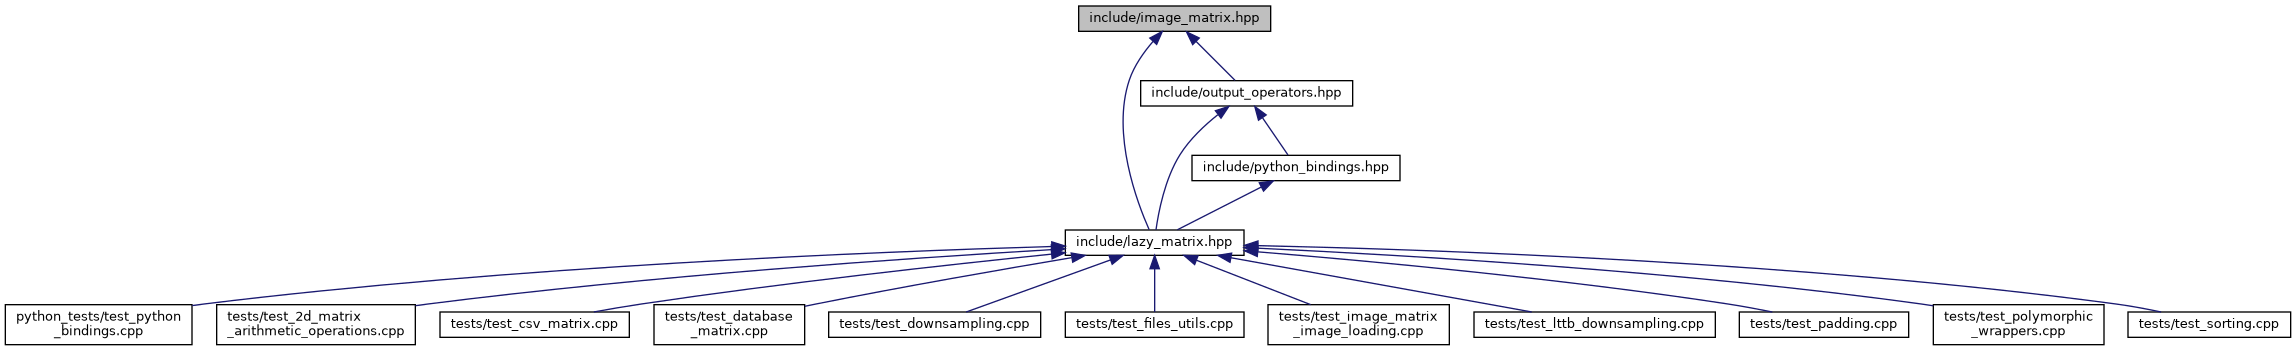 include/image_matrix.hpp
include/output_operators.hpp
include/python_bindings.hpp
include/lazy_matrix.hpp
python_tests/test_python
_bindings.cpp
tests/test_2d_matrix
_arithmetic_operations.cpp
tests/test_csv_matrix.cpp
tests/test_database
_matrix.cpp
tests/test_downsampling.cpp
tests/test_files_utils.cpp
tests/test_image_matrix
_image_loading.cpp
tests/test_lttb_downsampling.cpp
tests/test_padding.cpp
tests/test_polymorphic
_wrappers.cpp
tests/test_sorting.cpp